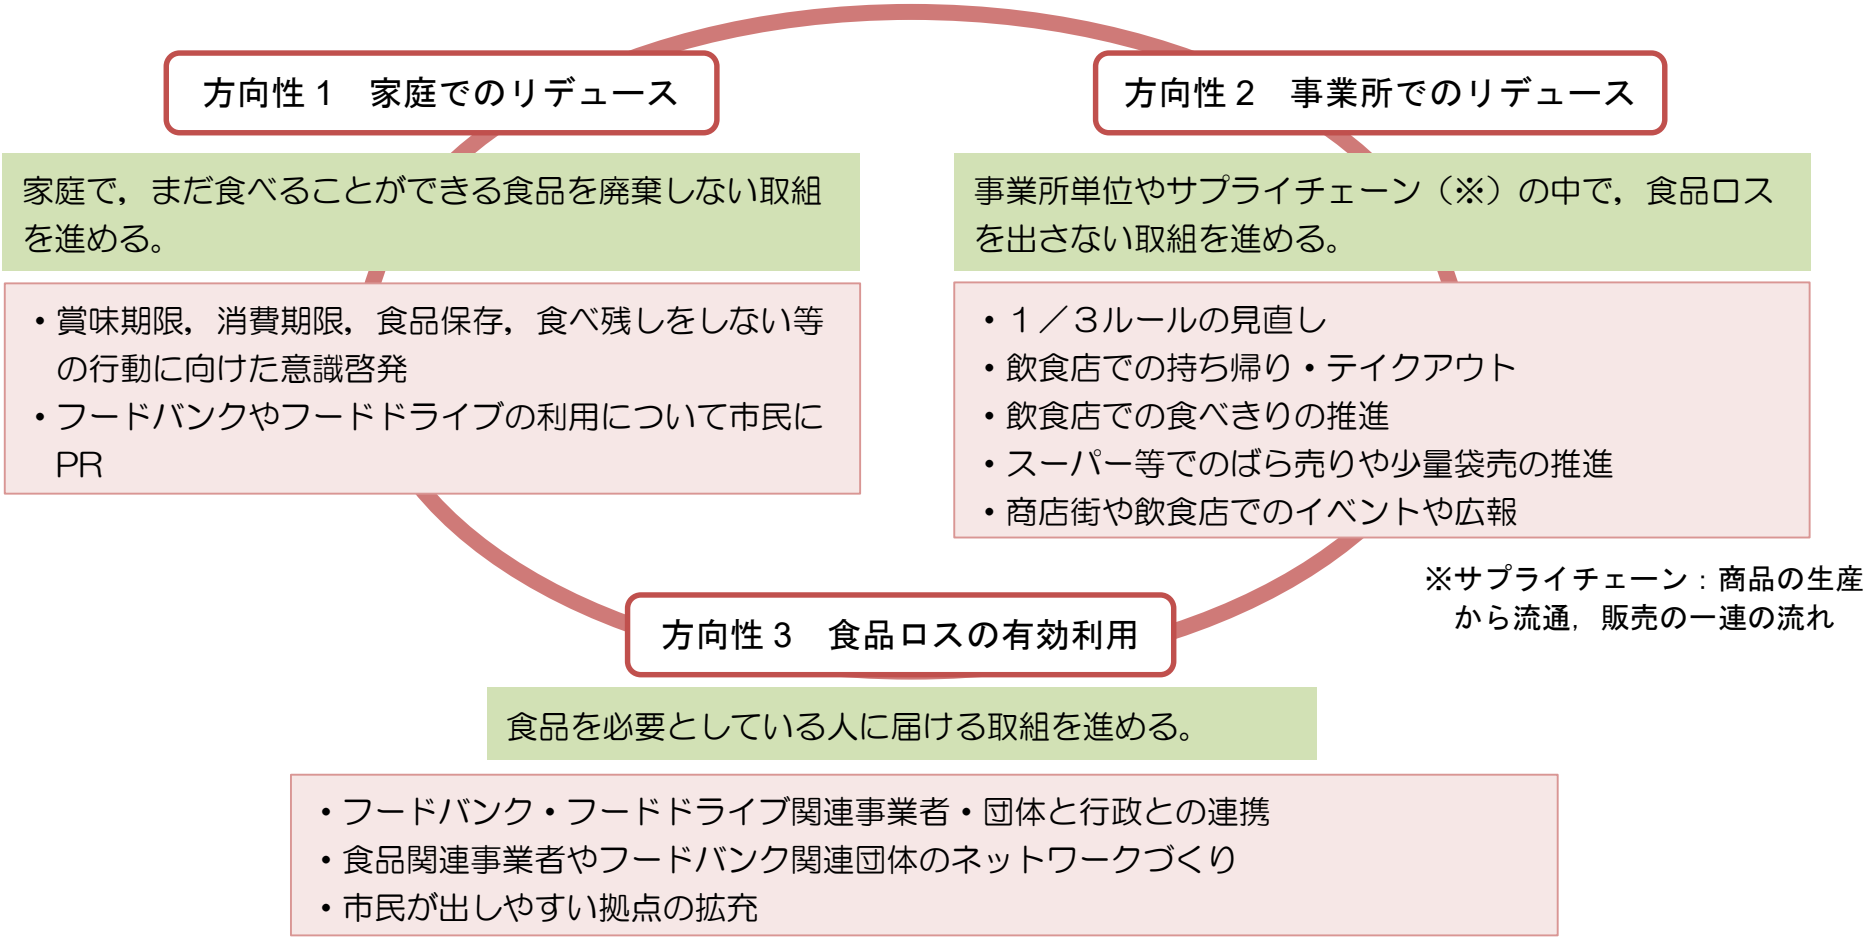 方向性１　家庭でのリデュース
家庭で，まだ食べることができる食品を廃棄しない取組
を進める。
・賞味期限，消費期限，食品保存，食べ残しをしない等
の行動に向けた意識啓発
・フードバンクやフードドライブの利用について市民に
PR
方向性２　事業所でのリデュース
事業所単位やサプライチェーン（※）の中で，食品ロス
を出さない取組を進める。
・１／３ルールの見直し
・飲食店での持ち帰り・テイクアウト
・飲食店での食べきりの推進
・スーパー等でのばら売りや少量袋売の推進
・商店街や飲食店でのイベントや広報
※サプライチェーン：商品の生産
から流通，販売の一連の流れ
方向性３　食品ロスの有効利用
食品を必要としている人に届ける取組を進める。
・フードバンク・フードドライブ関連事業者・団体と行政との連携
・食品関連事業者やフードバンク関連団体のネットワークづくり
・市民が出しやすい拠点の拡充